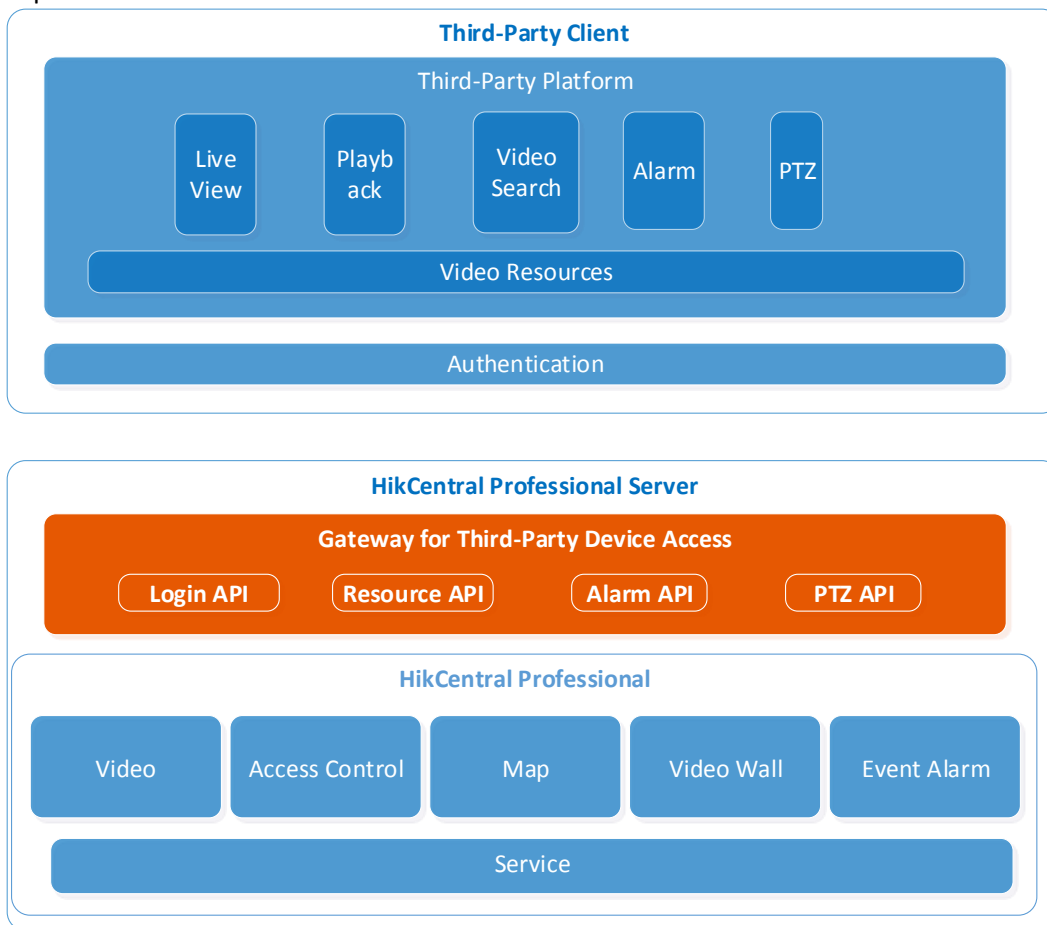 Third-Party Client
Third-Party Platform
Live
View
Playb
ack
Video
Search
Alarm
PTZ
Video Resources
Authentication
HikCentral Professional Server
Gateway for Third-Party Device Access
Login API
Resource API
Alarm API
PTZ API
HikCentral Professional
Video
Access Control
Map
Video Wall
Event Alarm
Service